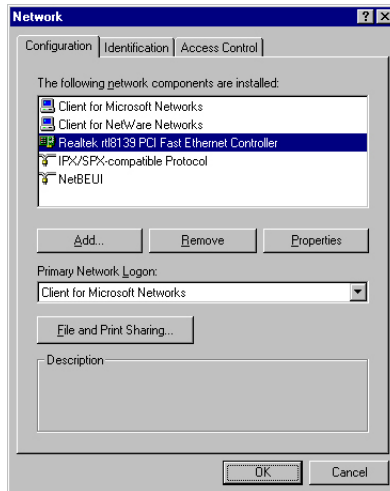 Network
Configuration Identification Access Control
The following network components are installed:
Client for Microsoft Networks
Client for NetWare Networks
Realtek rtl8139 PCI Fast Ethernet Controller
IPX/SPX-compatible Protocol
NetBEUI
Add... Remove Properties
Primary Network Logon:
Client for Microsoft Networks
File and Print Sharing...
Description
OK Cancel